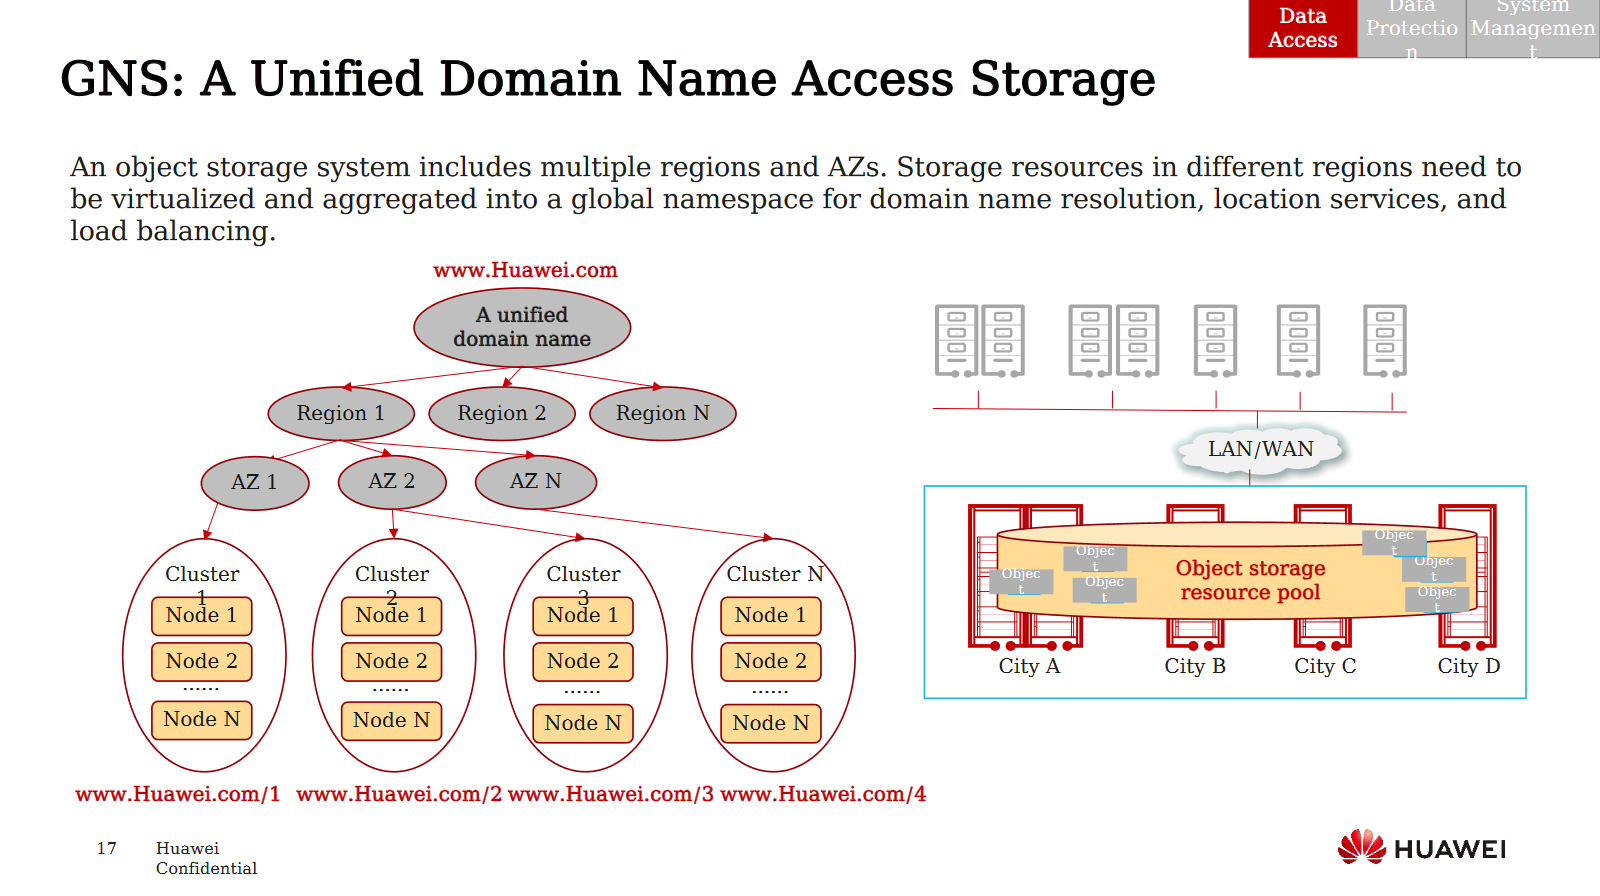 Data
Access
Data
Protectio
n
System
Managemen
t
GNS: A Unified Domain Name Access Storage
An object storage system includes multiple regions and AZs. Storage resources in different regions need to
be virtualized and aggregated into a global namespace for domain name resolution, location services, and
load balancing.
www.Huawei.com
A unified
domain name
Region 1
Region 2
Region N
AZ 1
AZ 2
AZ N
Cluster
1
Node 1
Node 2
......
Node N
Cluster
2
Node 1
Node 2
......
Node N
Cluster
3
Node 1
Node 2
......
Node N
Cluster N
Node 1
Node 2
......
Node N
www.Huawei.com/1
www.Huawei.com/2
www.Huawei.com/3
www.Huawei.com/4
LAN/WAN
Objec
t
Objec
t
Objec
t
Object storage
resource pool
Objec
t
Objec
t
Objec
t
City A
City B
City C
City D
17
Huawei
Confidential
HUAWEI